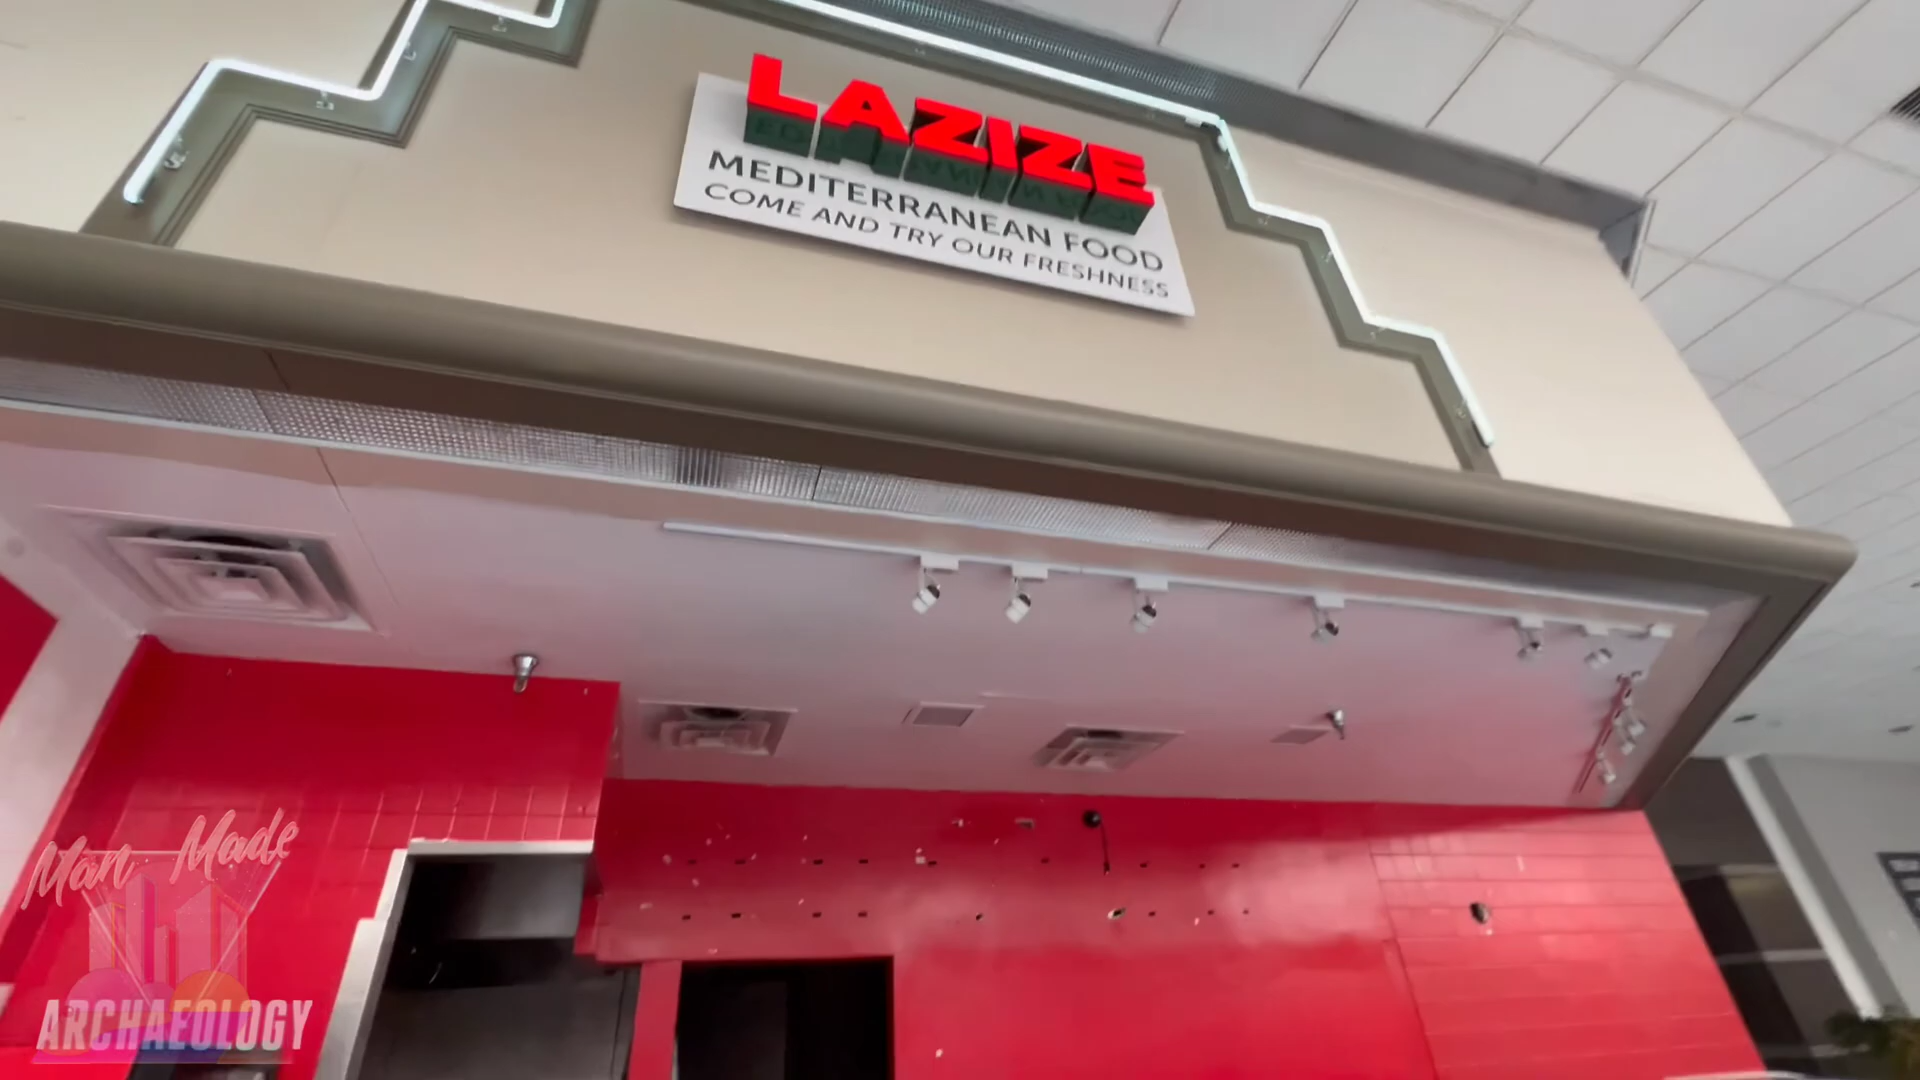 LAZIZE
MEDITERRANEAN FOOD
COME AND TRY OUR FRESHNESS
Man Made
ARCHAEOLOGY